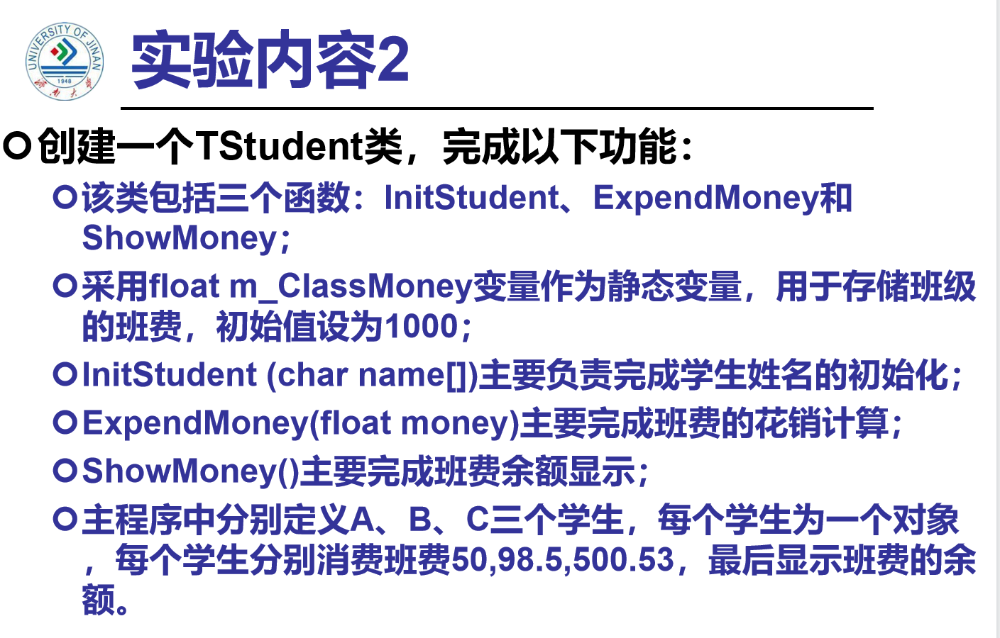 UNIVERSITY OF JINAN
1948
济南大学
实验内容2
创建一个TStudent类，完成以下功能：
该类包括三个函数：InitStudent、ExpendMoney和
ShowMoney；
采用float m_ClassMoney变量作为静态变量，用于存储班级
的班费，初始值设为1000；
InitStudent (char name[])主要负责完成学生姓名的初始化；
ExpendMoney(float money)主要完成班费的花销计算；
ShowMoney()主要完成班费余额显示；
主程序中分别定义A、B、C三个学生，每个学生为一个对象
，每个学生分别消费班费50,98.5,500.53，最后显示班费的余
额。